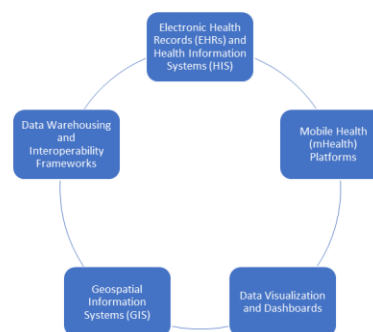 Electronic Health
Records (EHRs) and
Health Information
Systems (HIS)
Mobile Health
(mHealth)
Platforms
Data Visualization
and Dashboards
Geospatial
Information
Systems (GIS)
Data Warehousing
and
Interoperability
Frameworks